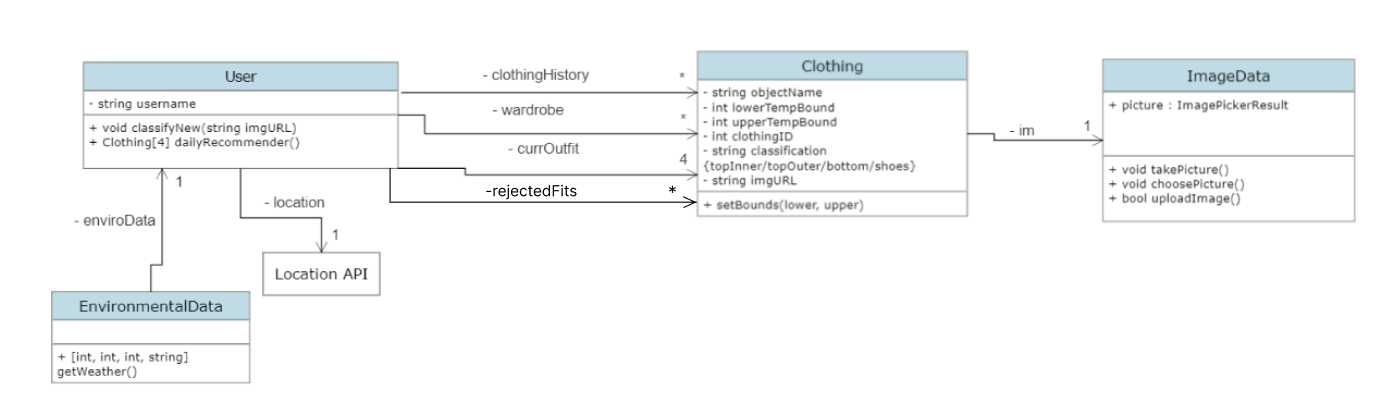 User
- string username
+ void classifyNew(string imgURL)
+ Clothing[4] dailyRecommender()
- clothingHistory
*
- wardrobe
*
- currOutfit
4
-rejectedFits
*
Clothing
- string objectName
- int lowerTempBound
- int upperTempBound
- int clothingID
- string classification
{topInner/topOuter/bottom/shoes}
- string imgURL
+ setBounds(lower, upper)
- im
1
ImageData
+ picture : ImagePickerResult
+ void takePicture()
+ void choosePicture()
+ bool uploadImage()
1
- enviroData
- location
1
Location API
EnvironmentalData
+ [int, int, int, string]
getWeather()